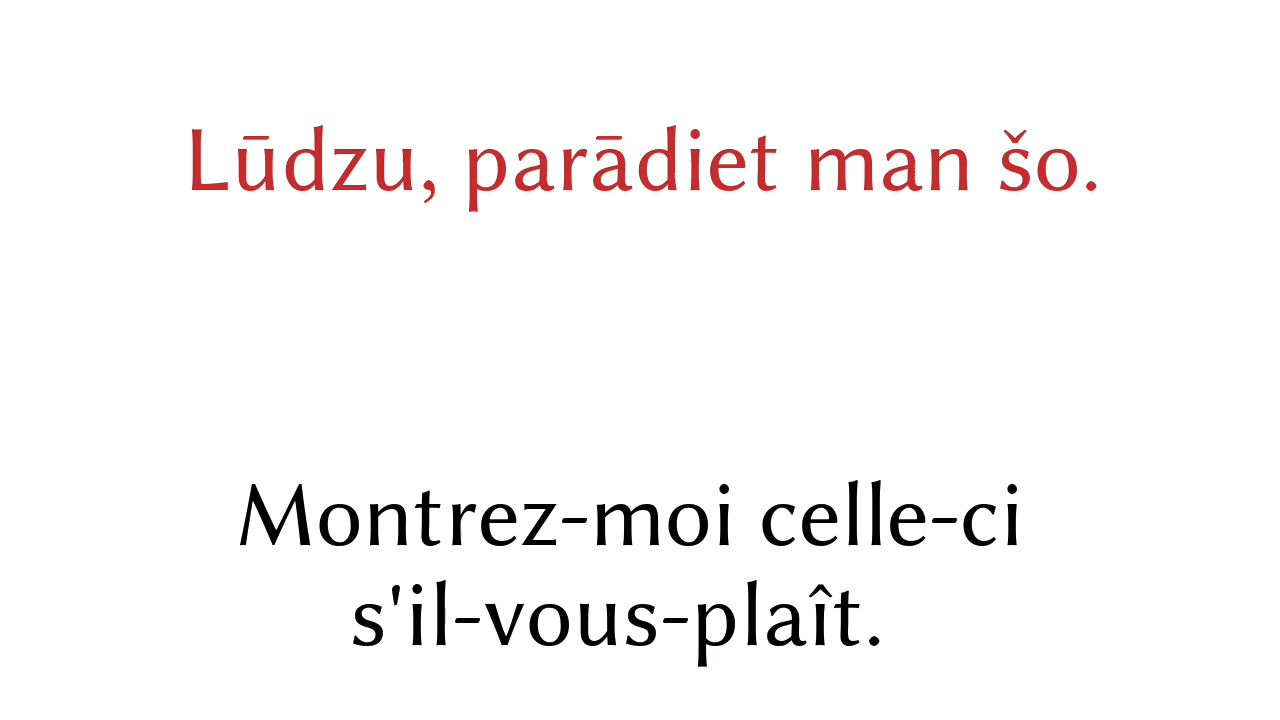 Lūdzu, parādiet man šo.
Montrez-moi celle-ci
s'il-vous-plaît.